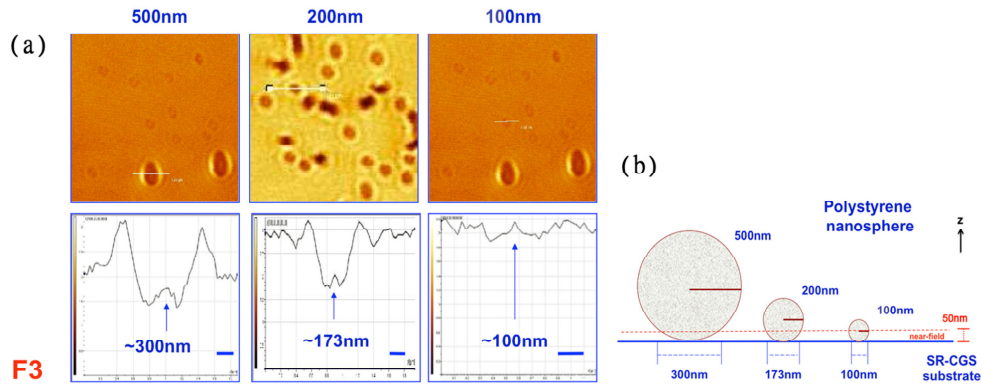 500nm
200nm
100nm
(a)
~300nm
~173nm
~100nm
F3
(b)
Polystyrene
nanosphere
z
500nm
200nm
100nm
50nm
near-field
300nm
173nm
100nm
SR-CGS
substrate